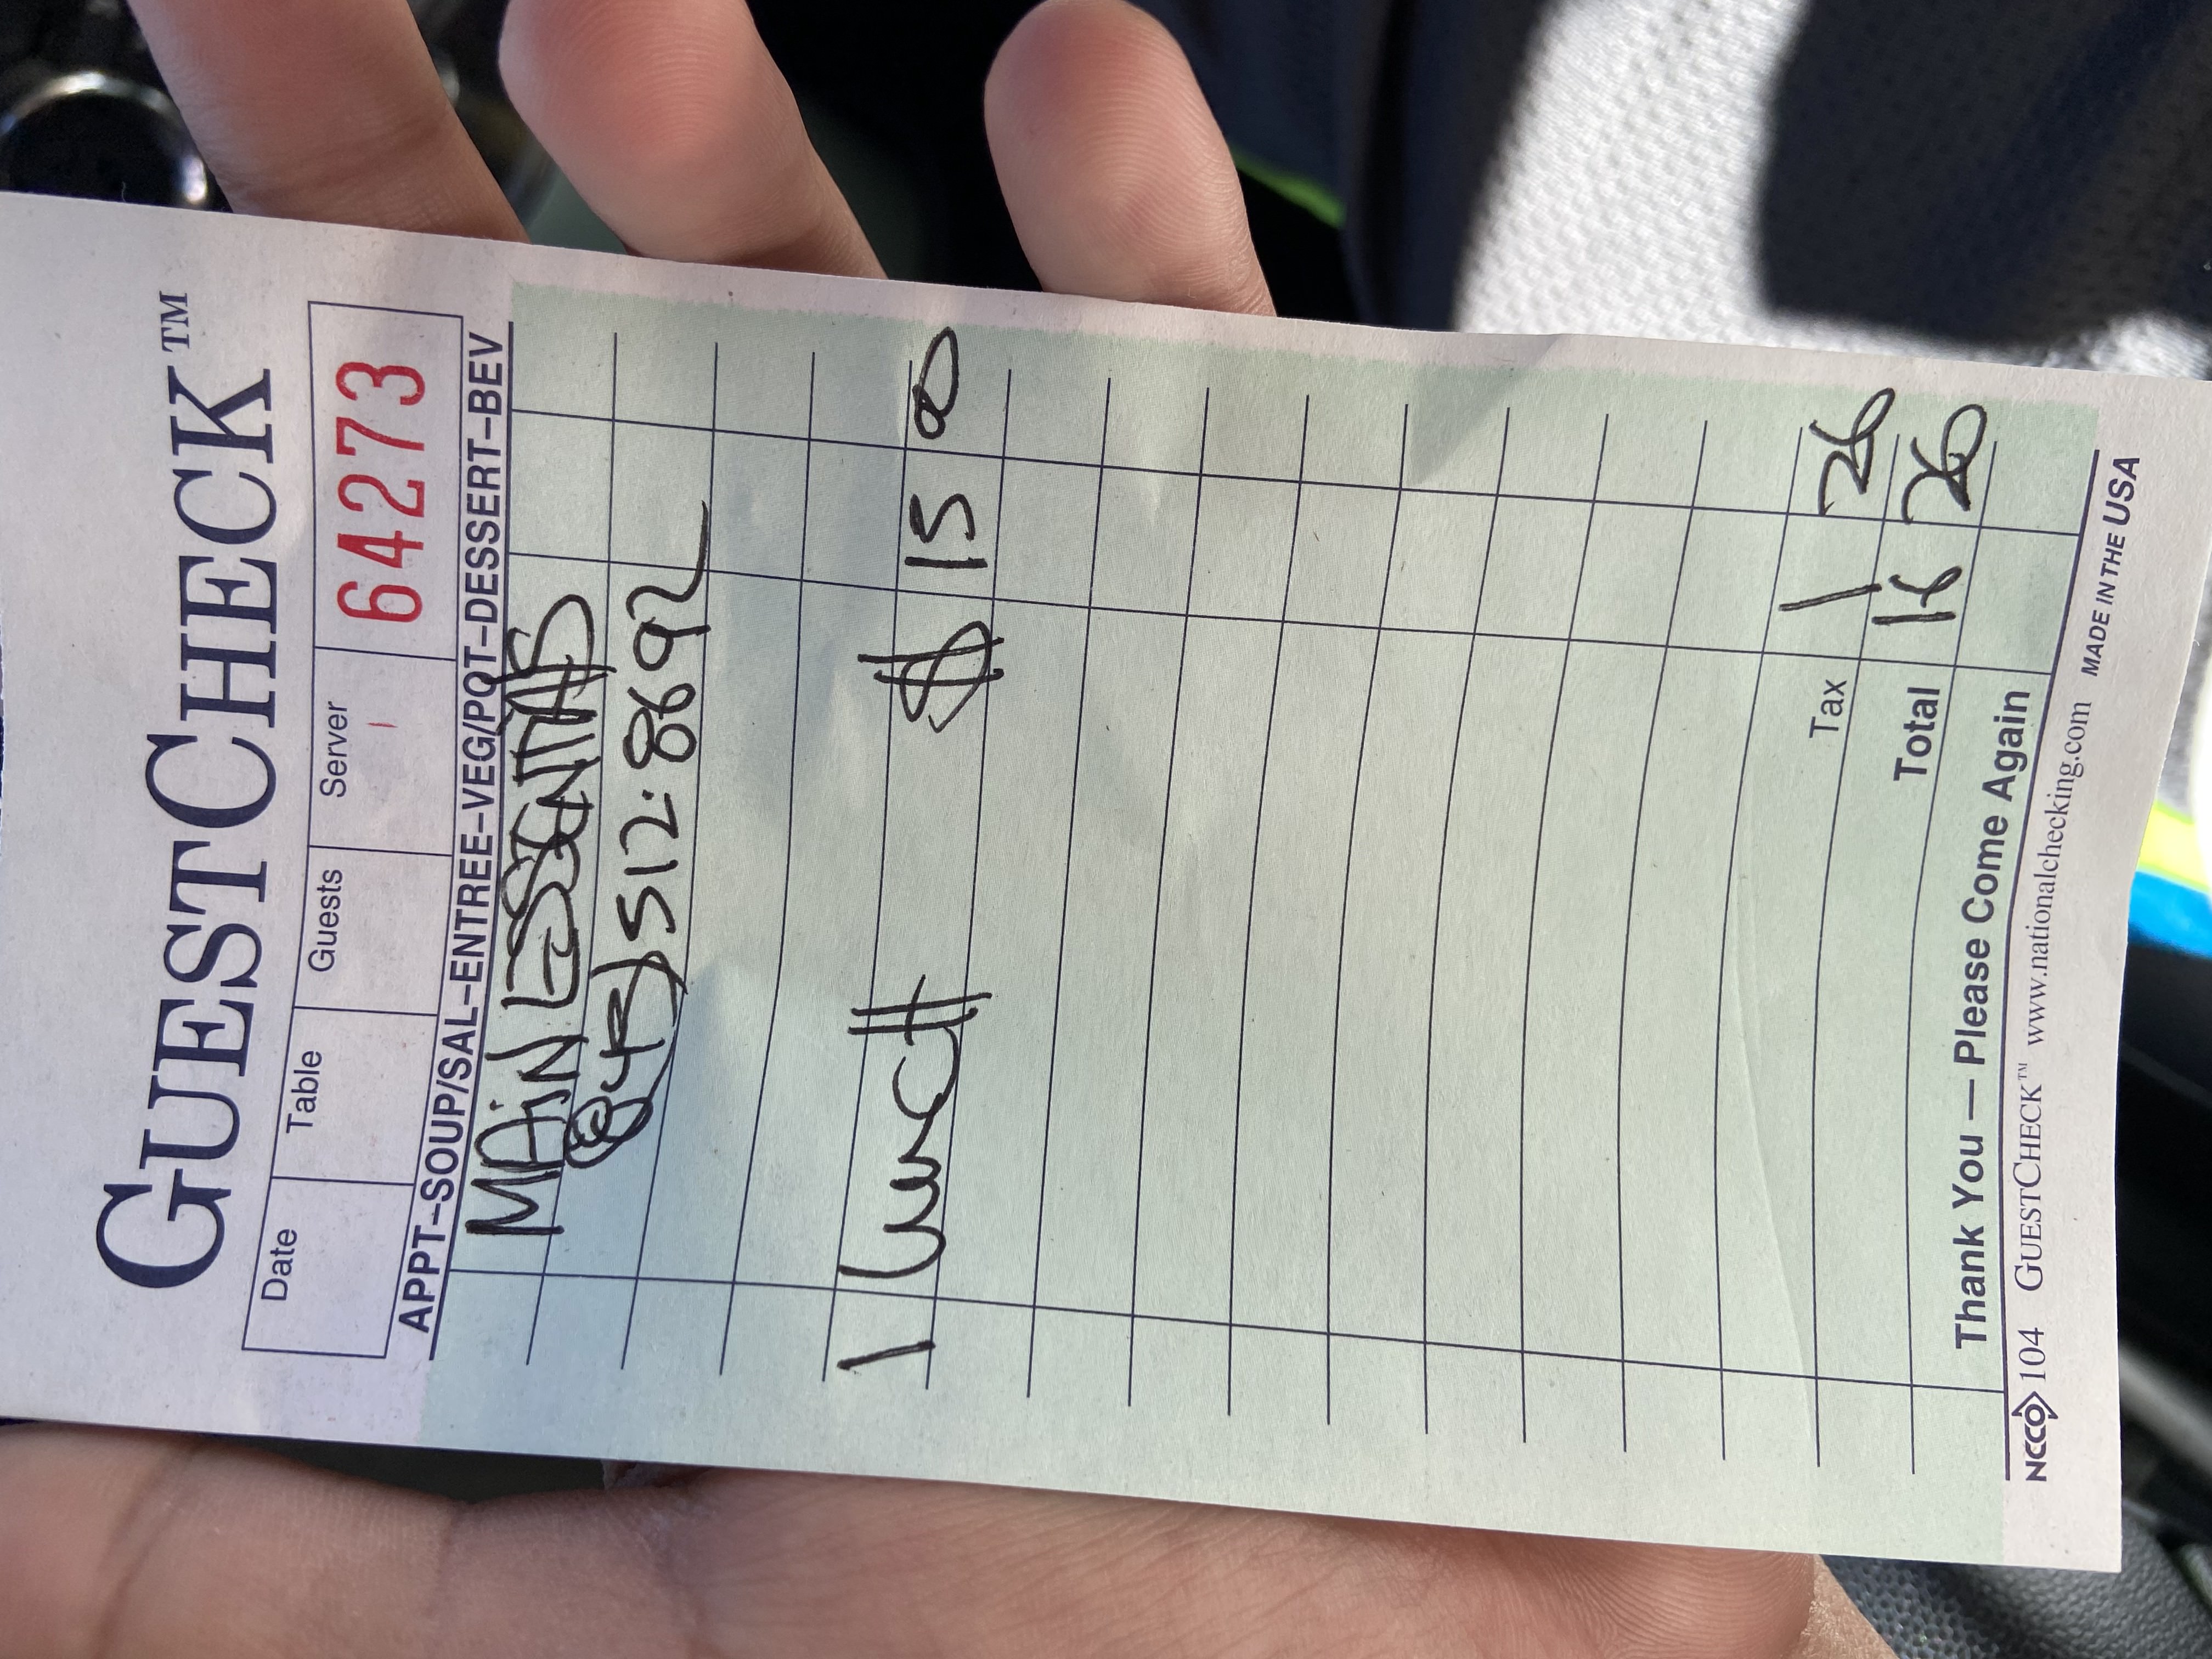 GUESTCHECK™
Date Table Guests Server 64273
APPT–SOUP/SAL–ENTREE–VEG/POT–DESSERT–BEV
MAiN ESSENTIALS
(843) 512·8692
1 lunch $ 15 00
Tax 1 26
Total 16 26
Thank You — Please Come Again
NCCO 104 GUESTCHECK™ www.nationalchecking.com MADE IN THE USA